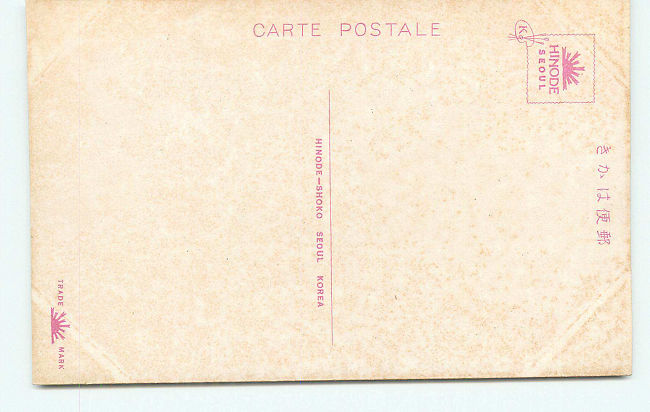 CARTE POSTALE
HINODE
SEOUL
きかは便郵
HINODE-SHOKO SEOUL KOREA
TRADE MARK